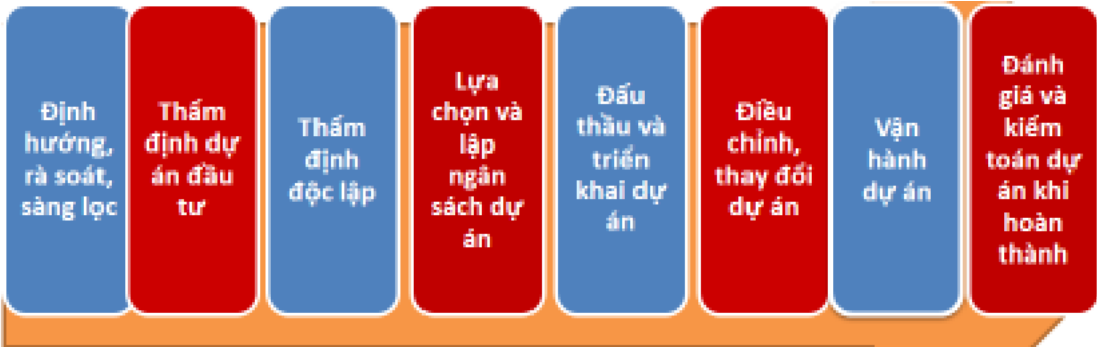 Định
hướng,
rà soát,
sàng lọc
Thẩm
định dự
án đầu
tư
Thẩm
định
độc lập
Lựa
chọn và
lập
ngân
sách dự
án
Đấu
thầu và
triển
khai dự
án
Điều
chỉnh,
thay đổi
dự án
Vận
hành
dự án
Đánh
giá và
kiểm
toán dự
án khi
hoàn
thành